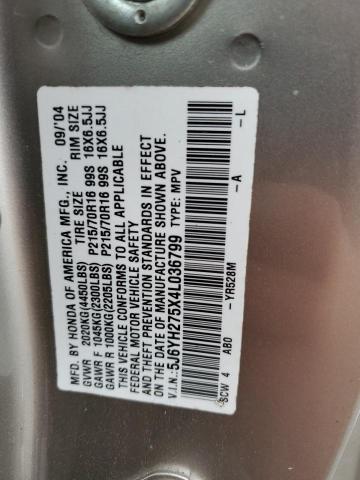 MFD. BY HONDA OF AMERICA MFG., INC. 09/'04
TIRE SIZE RIM SIZE
GVWR 2020KG(4450LBS)
GAWR F 1045KG(2300LBS) P215/70R16 99S 16X6.5JJ
GAWR R 1000KG(2205LBS) P215/70R16 99S 16X6.5JJ
THIS VEHICLE CONFORMS TO ALL APPLICABLE
FEDERAL MOTOR VEHICLE SAFETY
AND THEFT PREVENTION STANDARDS IN EFFECT
ON THE DATE OF MANUFACTURE SHOWN ABOVE.
V.I.N.: 5J6YH275X4L036799 TYPE: MPV
SCW 4 AB0 —YR528M —A —L